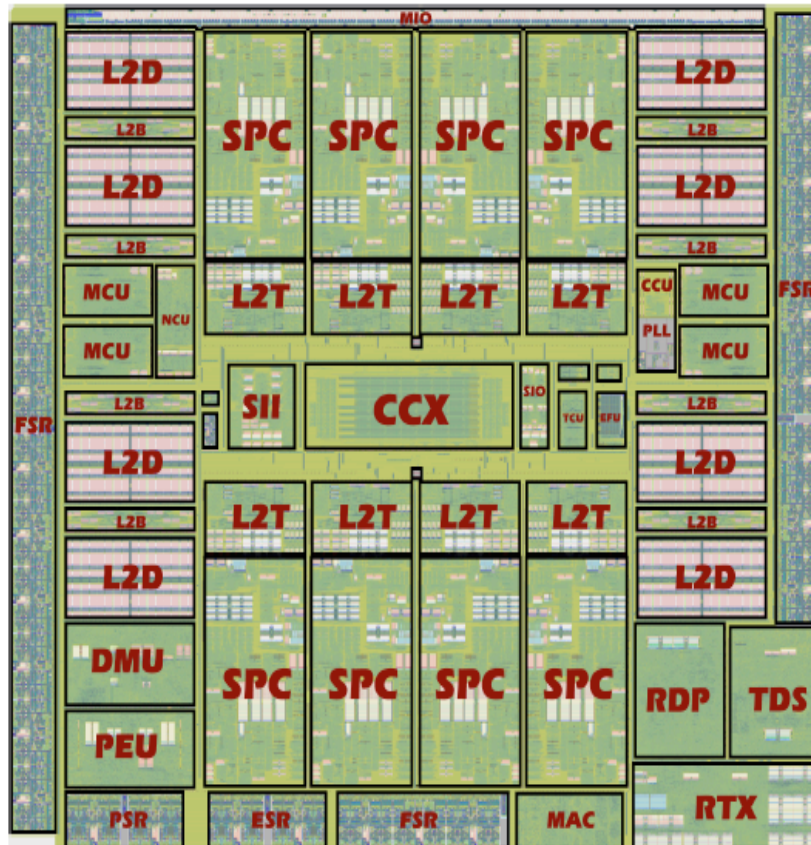 MIO
L2D SPC SPC SPC SPC L2D
L2B L2B
L2D L2D
L2B L2B
L2T L2T L2T L2T
MCU NCU CCU MCU FSR
MCU PLL MCU
FSR L2B SII CCX SIO TCU EFU L2B
L2D L2D
L2T L2T L2T L2T
L2B L2B
L2D L2D
DMU SPC SPC SPC SPC RDP TDS
PEU
PSR ESR FSR MAC RTX